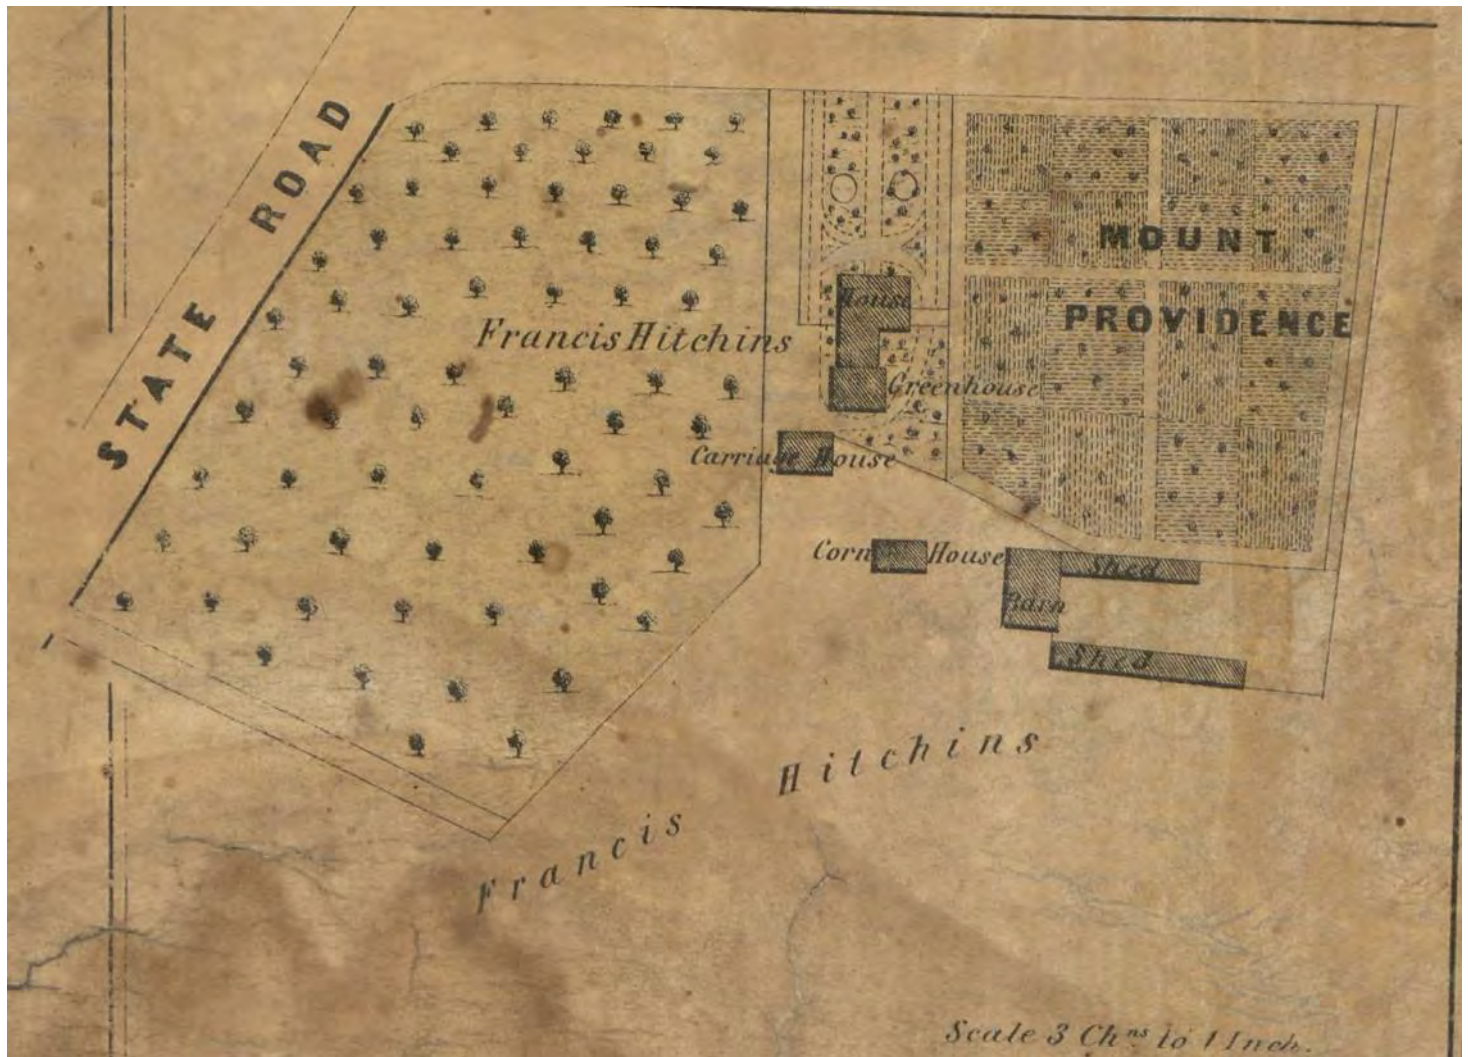 STATE ROAD
MOUNT
House
PROVIDENCE
Francis Hitchins
Greenhouse
Carriage House
Corn House
Shed
Barn
Shed
Francis Hitchins
Scale 3 Chns to 1 Inch.